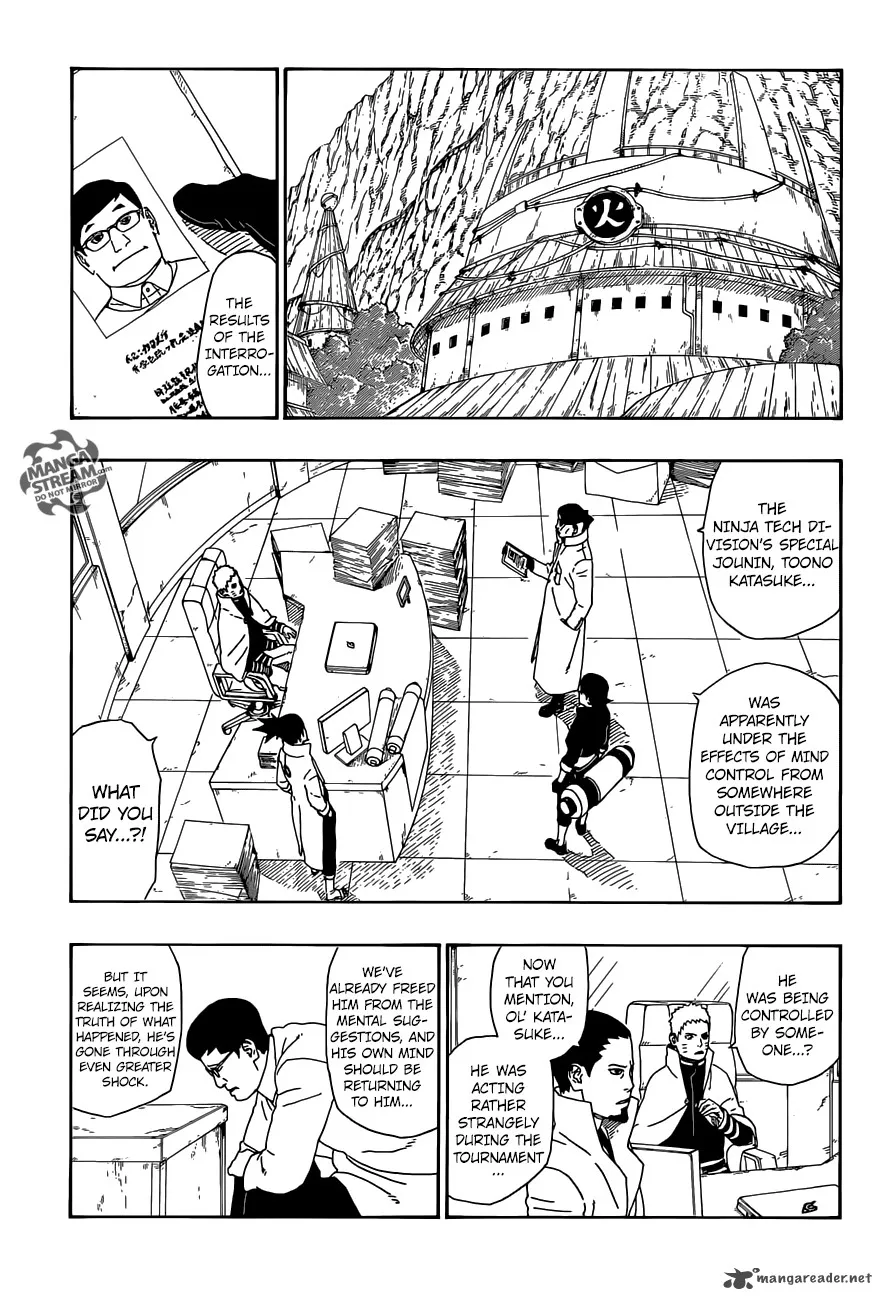 火
THE
RESULTS
OF THE
INTERRO-
GATION...
MANGA
STREAM.com
DO NOT MIRROR
THE
NINJA TECH DI-
VISION'S SPECIAL
JOUNIN, TOONO
KATASUKE...
WAS
APPARENTLY
UNDER THE
EFFECTS OF MIND
CONTROL FROM
SOMEWHERE
OUTSIDE THE
VILLAGE...
WHAT
DID YOU
SAY...?!
HE
WAS BEING
CONTROLLED
BY SOME-
ONE...?
NOW
THAT YOU
MENTION,
OL' KATA-
SUKE...
HE WAS
ACTING
RATHER
STRANGELY
DURING THE
TOURNAMENT
...
WE'VE
ALREADY FREED
HIM FROM THE
MENTAL SUG-
GESTIONS, AND
HIS OWN MIND
SHOULD BE
RETURNING
TO HIM...
BUT IT
SEEMS, UPON
REALIZING THE
TRUTH OF WHAT
HAPPENED, HE'S
GONE THROUGH
EVEN GREATER
SHOCK.
mangareader.net